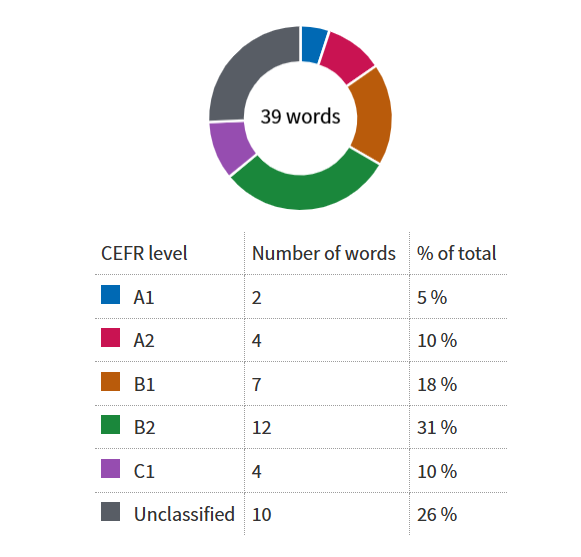 39 words
CEFR level Number of words % of total
A1 2 5 %
A2 4 10 %
B1 7 18 %
B2 12 31 %
C1 4 10 %
Unclassified 10 26 %